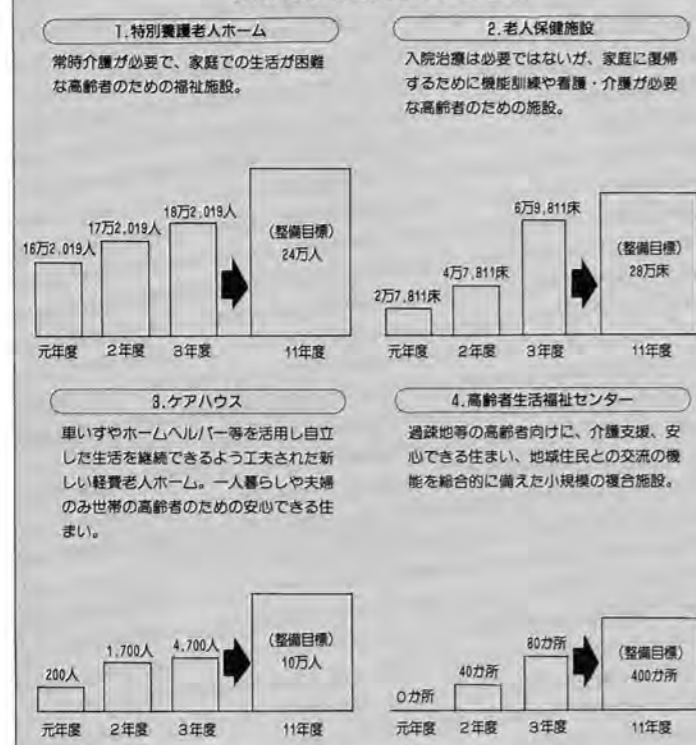 1.特別養護老人ホーム
常時介護が必要で、家庭での生活が困難
な高齢者のための福祉施設。
16万2,019人
17万2,019人
18万2,019人
(整備目標)
24万人
元年度
2年度
3年度
11年度
2.老人保健施設
入院治療は必要ではないが、家庭に復帰
するために機能訓練や看護・介護が必要
な高齢者のための施設。
2万7,811床
4万7,811床
6万9,811床
(整備目標)
28万床
元年度
2年度
3年度
11年度
3.ケアハウス
車いすやホームヘルパー等を活用し自立
した生活を継続できるよう工夫された新
しい軽費老人ホーム。一人暮らしや夫婦
のみ世帯の高齢者のための安心できる住
まい。
200人
1,700人
4,700人
(整備目標)
10万人
元年度
2年度
3年度
11年度
4.高齢者生活福祉センター
過疎地等の高齢者向けに、介護支援、安
心できる住まい、地域住民との交流の機
能を総合的に備えた小規模の複合施設。
0カ所
40カ所
80カ所
(整備目標)
400カ所
元年度
2年度
3年度
11年度